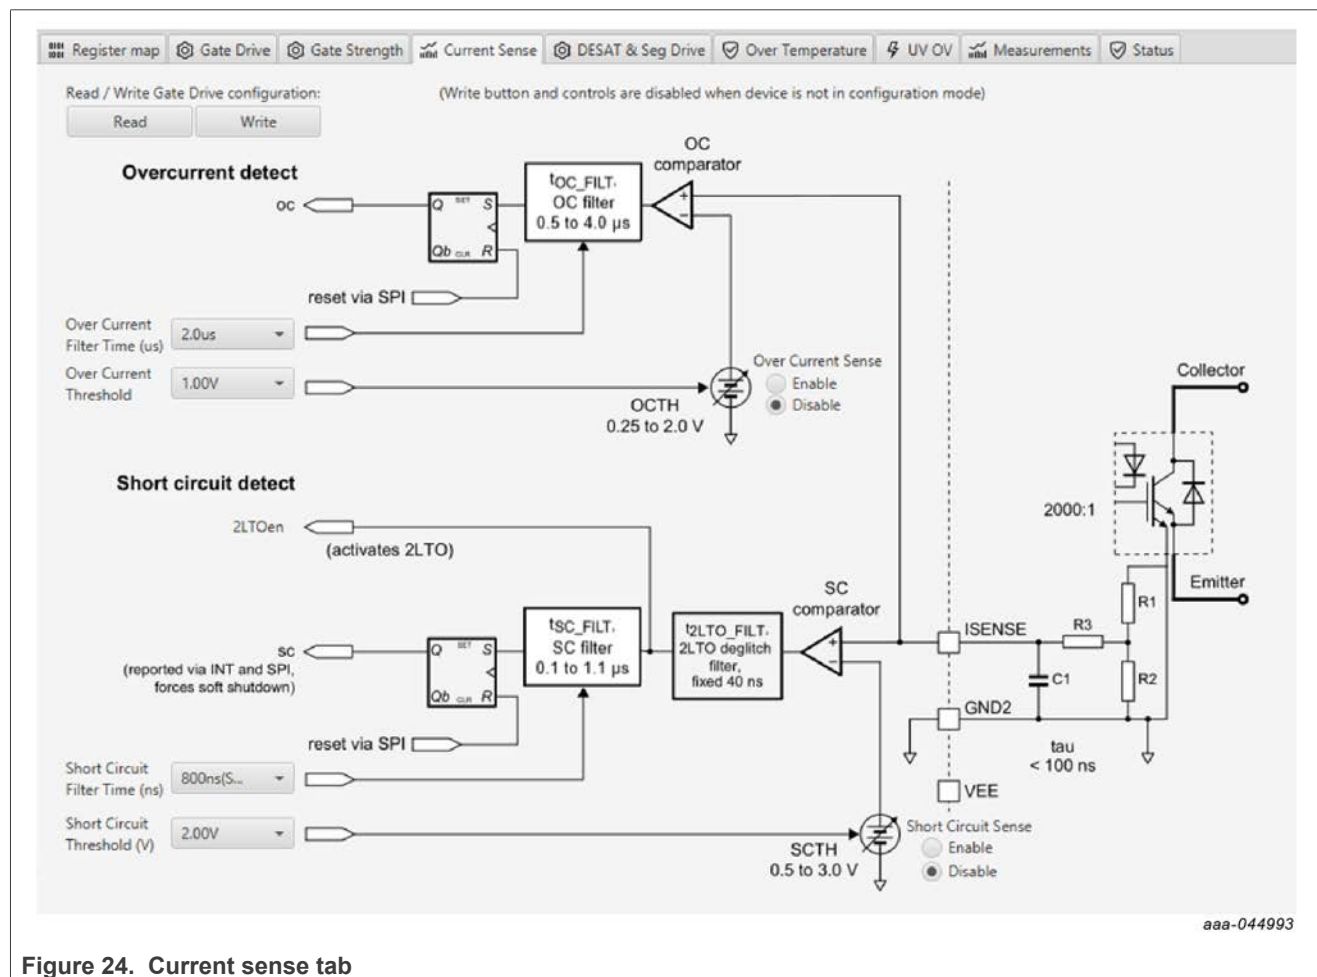 Register map Gate Drive Gate Strength Current Sense DESAT & Seg Drive Over Temperature UV OV Measurements Status
Read / Write Gate Drive configuration:
(Write button and controls are disabled when device is not in configuration mode)
Read Write
OC
comparator
Overcurrent detect
tOC_FILT,
OC filter
0.5 to 4.0 µs
+
−
oc
Q SET S
Qb CLR R
reset via SPI
Over Current
Filter Time (us)
2.0us
Over Current
Threshold
1.00V
Over Current Sense
Enable
Disable
OCTH
0.25 to 2.0 V
Collector
2000:1
Emitter
Short circuit detect
2LTOen
(activates 2LTO)
SC
comparator
tSC_FILT,
SC filter
0.1 to 1.1 µs
t2LTO_FILT,
2LTO deglitch
filter,
fixed 40 ns
+
−
ISENSE
R3
R1
R2
C1
GND2
tau
< 100 ns
VEE
sc
(reported via INT and SPI,
forces soft shutdown)
Q SET S
Qb CLR R
reset via SPI
Short Circuit
Filter Time (ns)
800ns(S...
Short Circuit
Threshold (V)
2.00V
SCTH
0.5 to 3.0 V
Short Circuit Sense
Enable
Disable
aaa-044993
Figure 24. Current sense tab